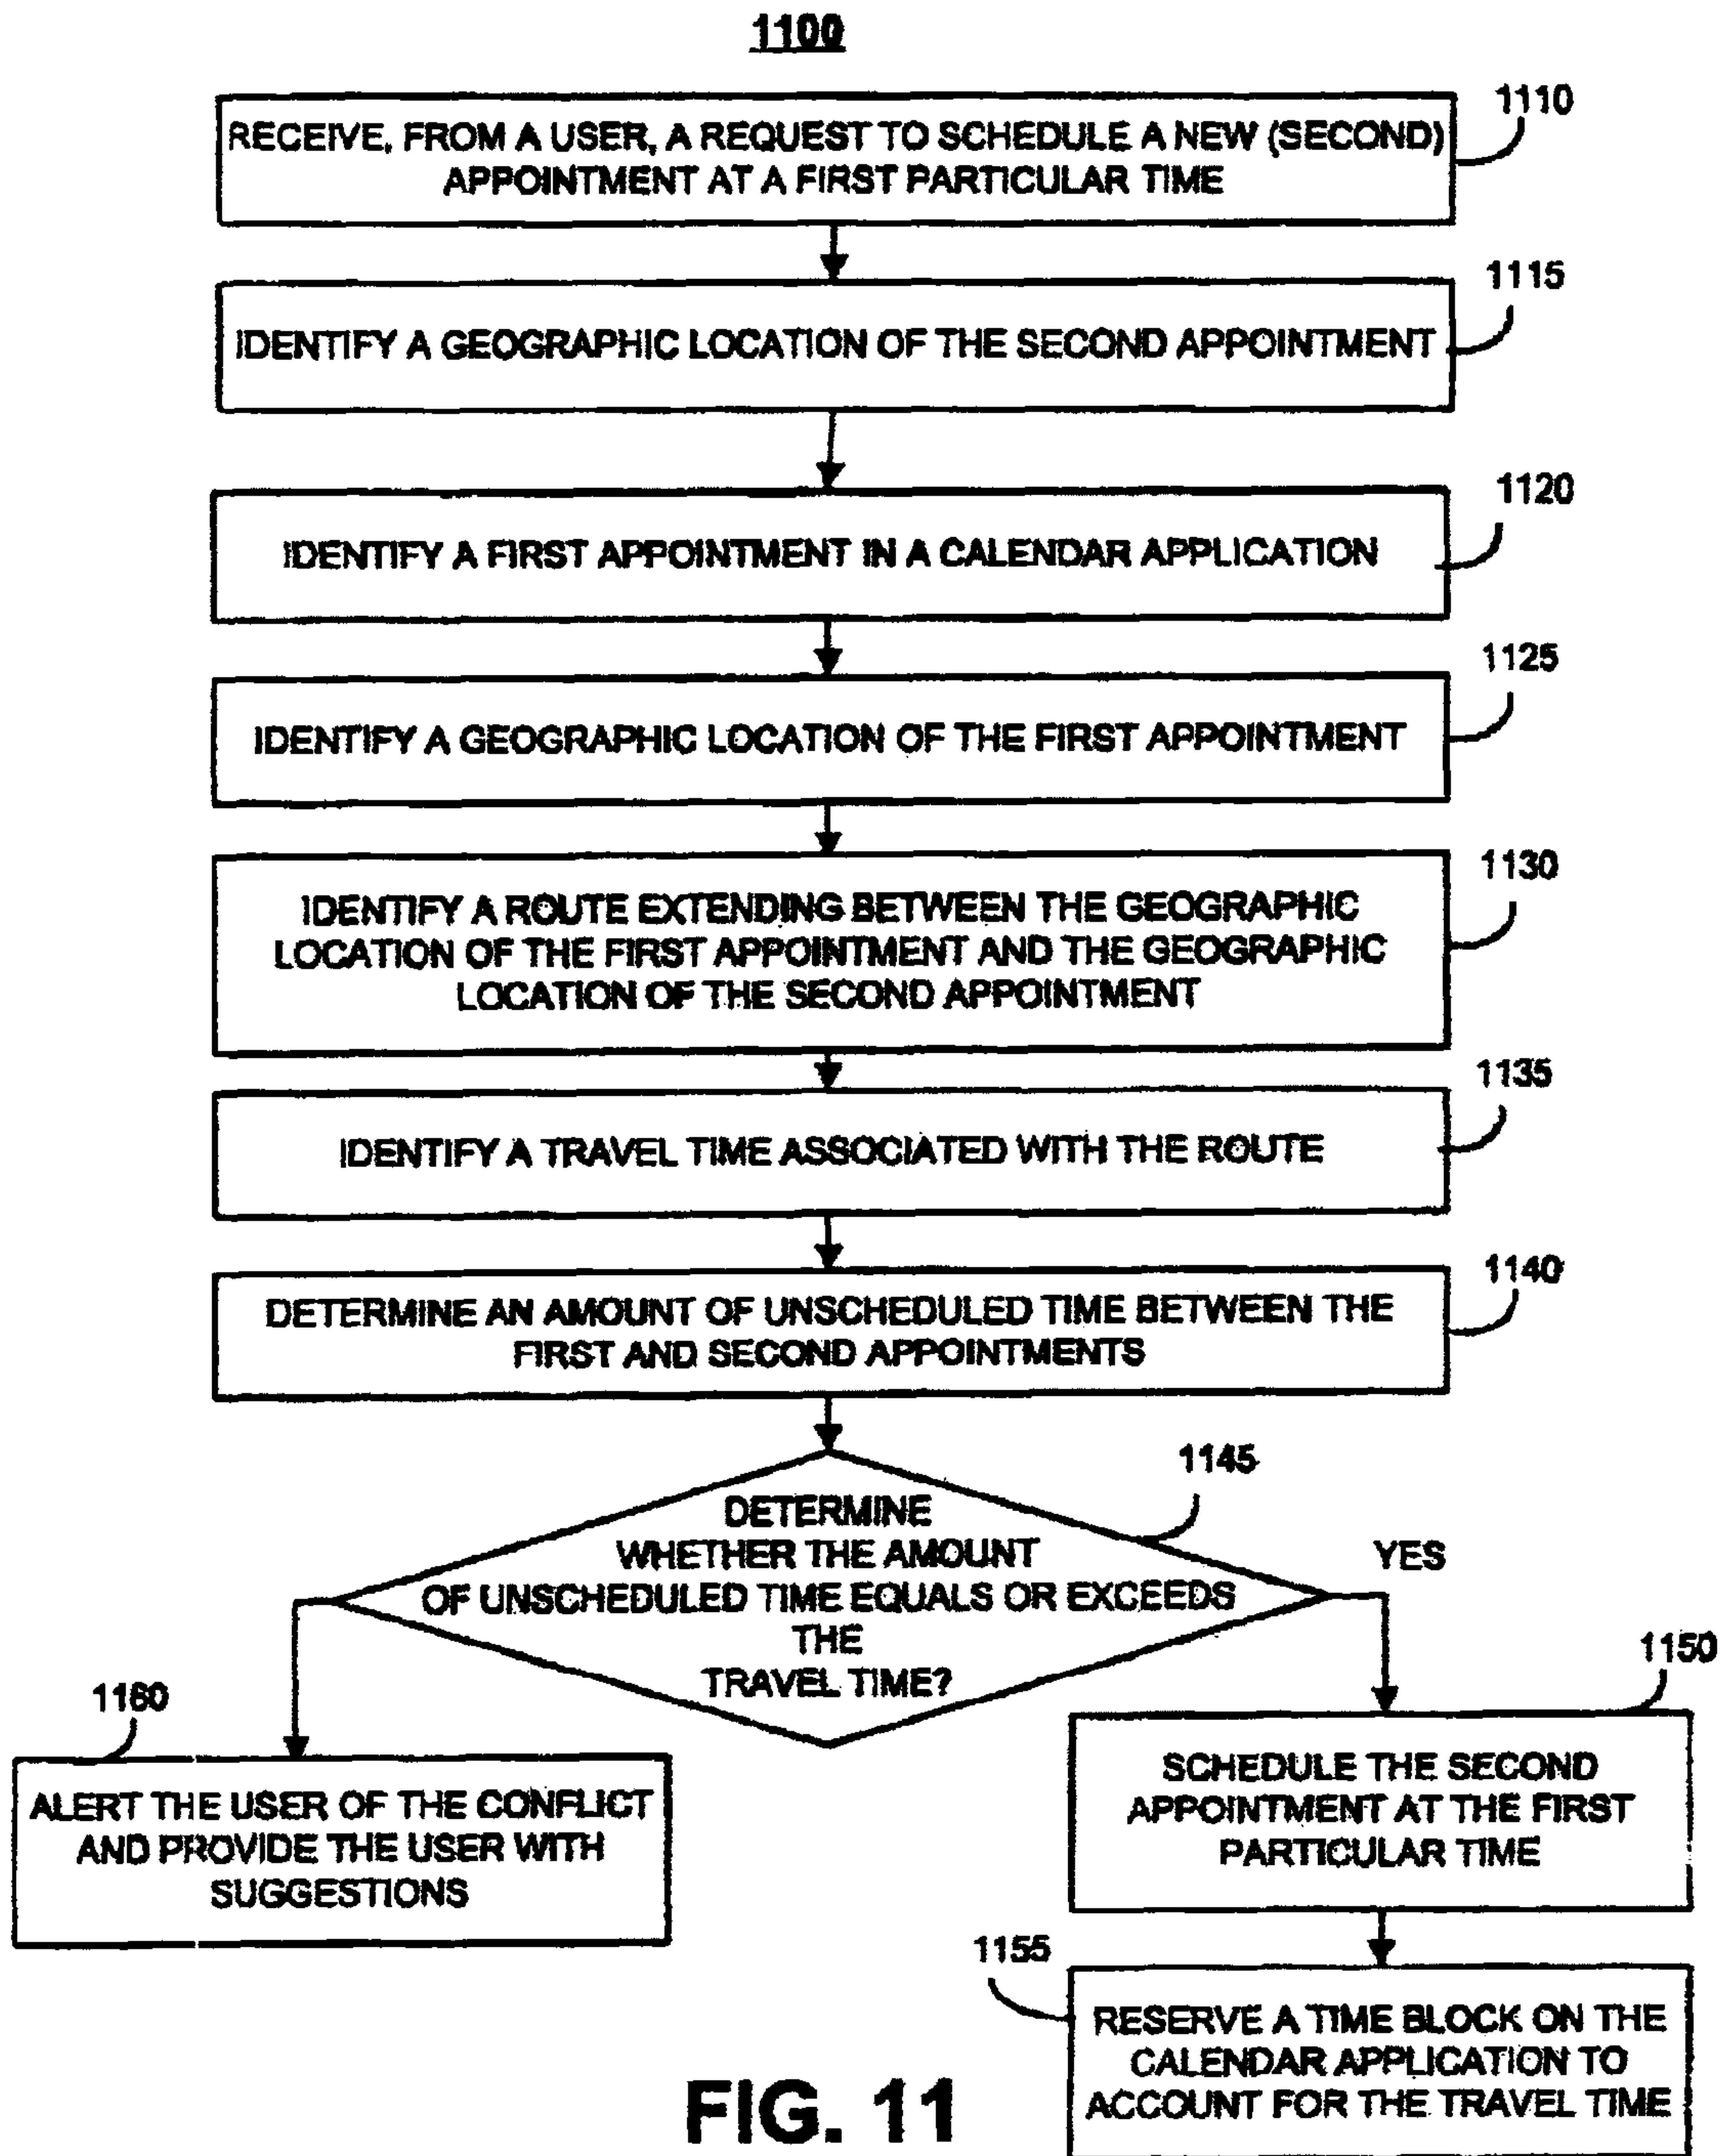 1100
1110
RECEIVE, FROM A USER, A REQUEST TO SCHEDULE A NEW (SECOND)
APPOINTMENT AT A FIRST PARTICULAR TIME
1115
IDENTIFY A GEOGRAPHIC LOCATION OF THE SECOND APPOINTMENT
1120
IDENTIFY A FIRST APPOINTMENT IN A CALENDAR APPLICATION
1125
IDENTIFY A GEOGRAPHIC LOCATION OF THE FIRST APPOINTMENT
1130
IDENTIFY A ROUTE EXTENDING BETWEEN THE GEOGRAPHIC
LOCATION OF THE FIRST APPOINTMENT AND THE GEOGRAPHIC
LOCATION OF THE SECOND APPOINTMENT
1135
IDENTIFY A TRAVEL TIME ASSOCIATED WITH THE ROUTE
1140
DETERMINE AN AMOUNT OF UNSCHEDULED TIME BETWEEN THE
FIRST AND SECOND APPOINTMENTS
1145
DETERMINE
WHETHER THE AMOUNT
OF UNSCHEDULED TIME EQUALS OR EXCEEDS
THE
TRAVEL TIME?
YES
1160
ALERT THE USER OF THE CONFLICT
AND PROVIDE THE USER WITH
SUGGESTIONS
1150
SCHEDULE THE SECOND
APPOINTMENT AT THE FIRST
PARTICULAR TIME
1155
RESERVE A TIME BLOCK ON THE
CALENDAR APPLICATION TO
ACCOUNT FOR THE TRAVEL TIME
FIG. 11